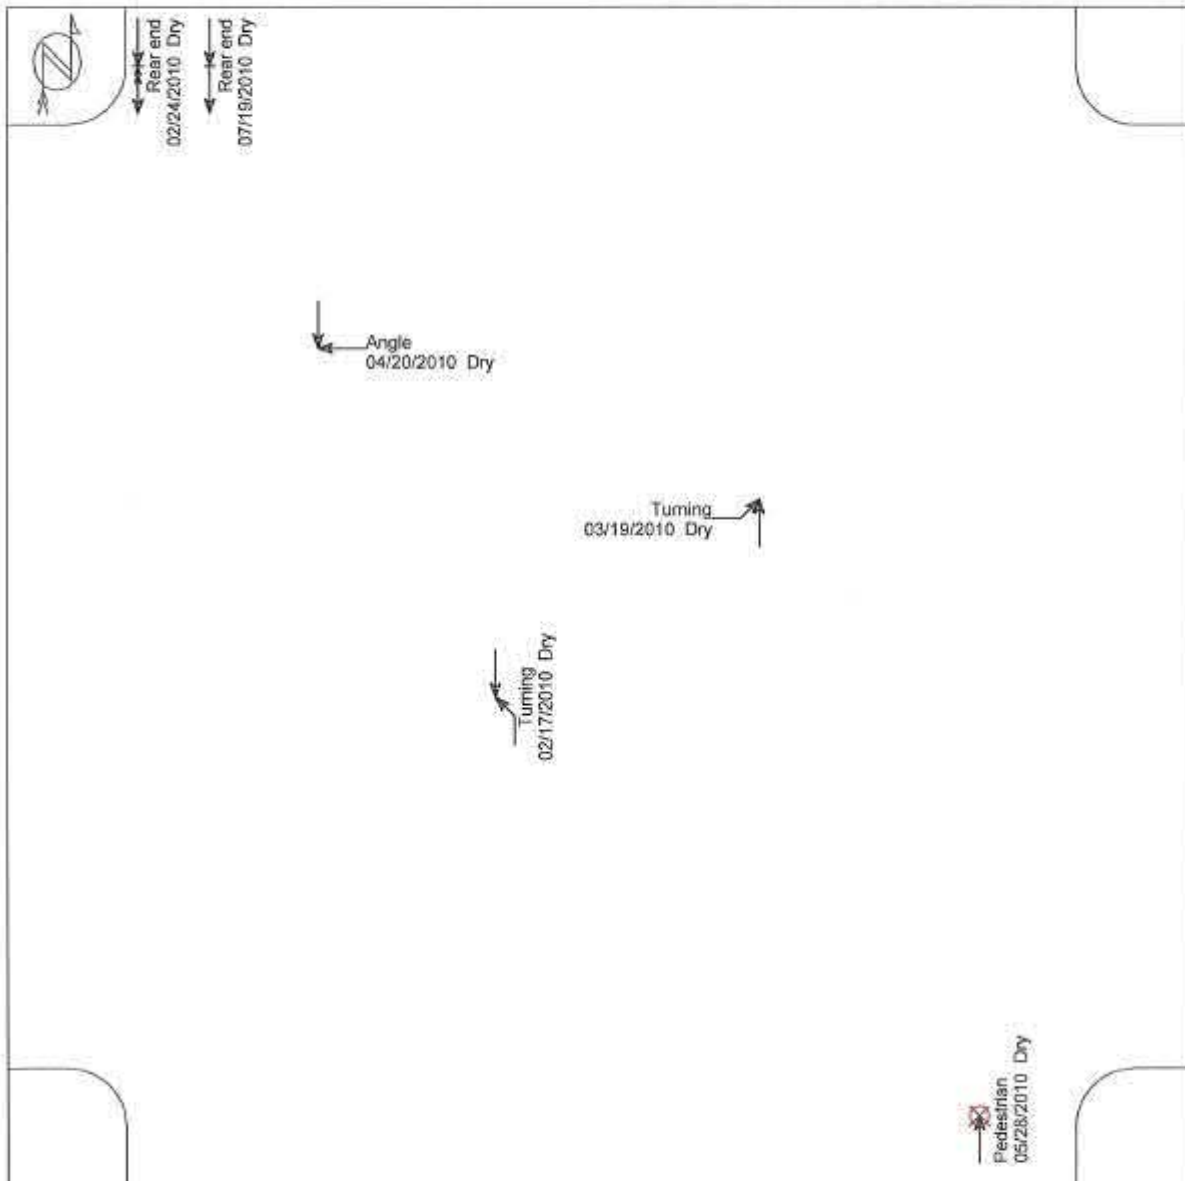 Rear end
02/24/2010 Dry
Rear end
07/19/2010 Dry
Angle
04/20/2010 Dry
Turning
03/19/2010 Dry
Turning
02/17/2010 Dry
Pedestrian
05/28/2010 Dry